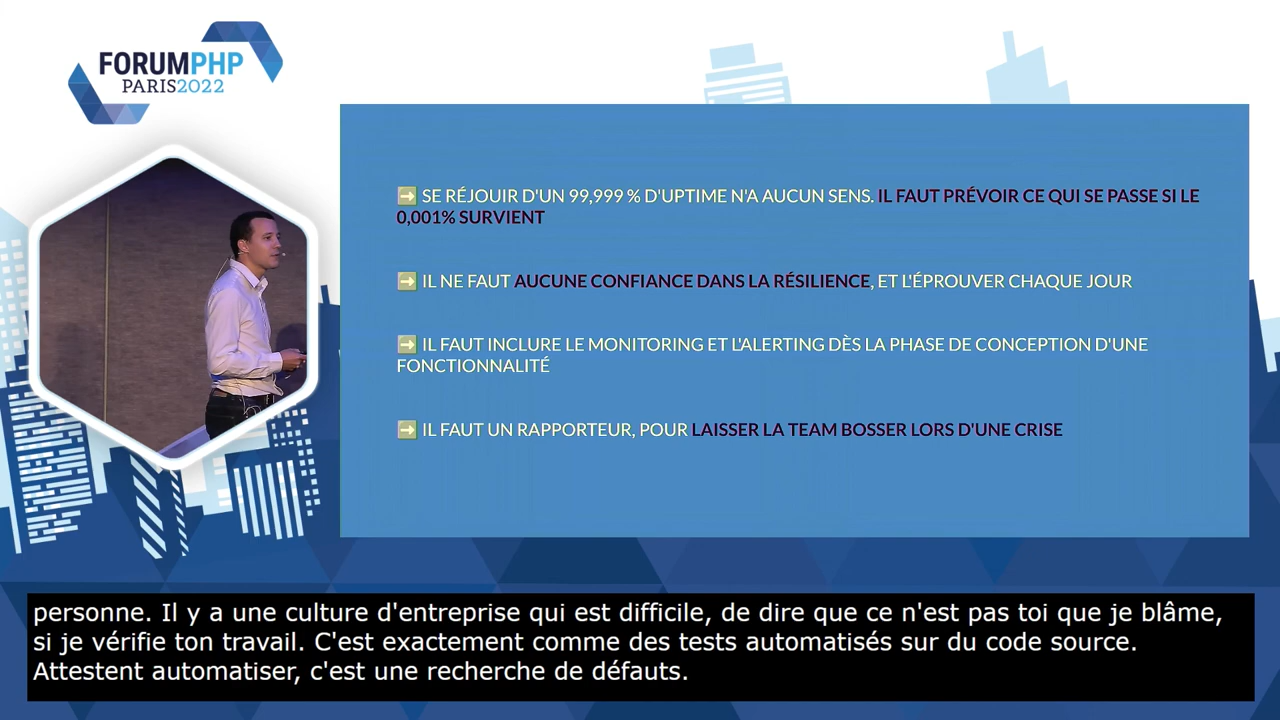 FORUMPHP
PARIS2022
➡ SE RÉJOUIR D'UN 99,999 % D'UPTIME N'A AUCUN SENS. IL FAUT PRÉVOIR CE QUI SE PASSE SI LE
0,001% SURVIENT
➡ IL NE FAUT AUCUNE CONFIANCE DANS LA RÉSILIENCE, ET L'ÉPROUVER CHAQUE JOUR
➡ IL FAUT INCLURE LE MONITORING ET L'ALERTING DÈS LA PHASE DE CONCEPTION D'UNE
FONCTIONNALITÉ
➡ IL FAUT UN RAPPORTEUR, POUR LAISSER LA TEAM BOSSER LORS D'UNE CRISE
personne. Il y a une culture d'entreprise qui est difficile, de dire que ce n'est pas toi que je blâme,
si je vérifie ton travail. C'est exactement comme des tests automatisés sur du code source.
Attestent automatiser, c'est une recherche de défauts.